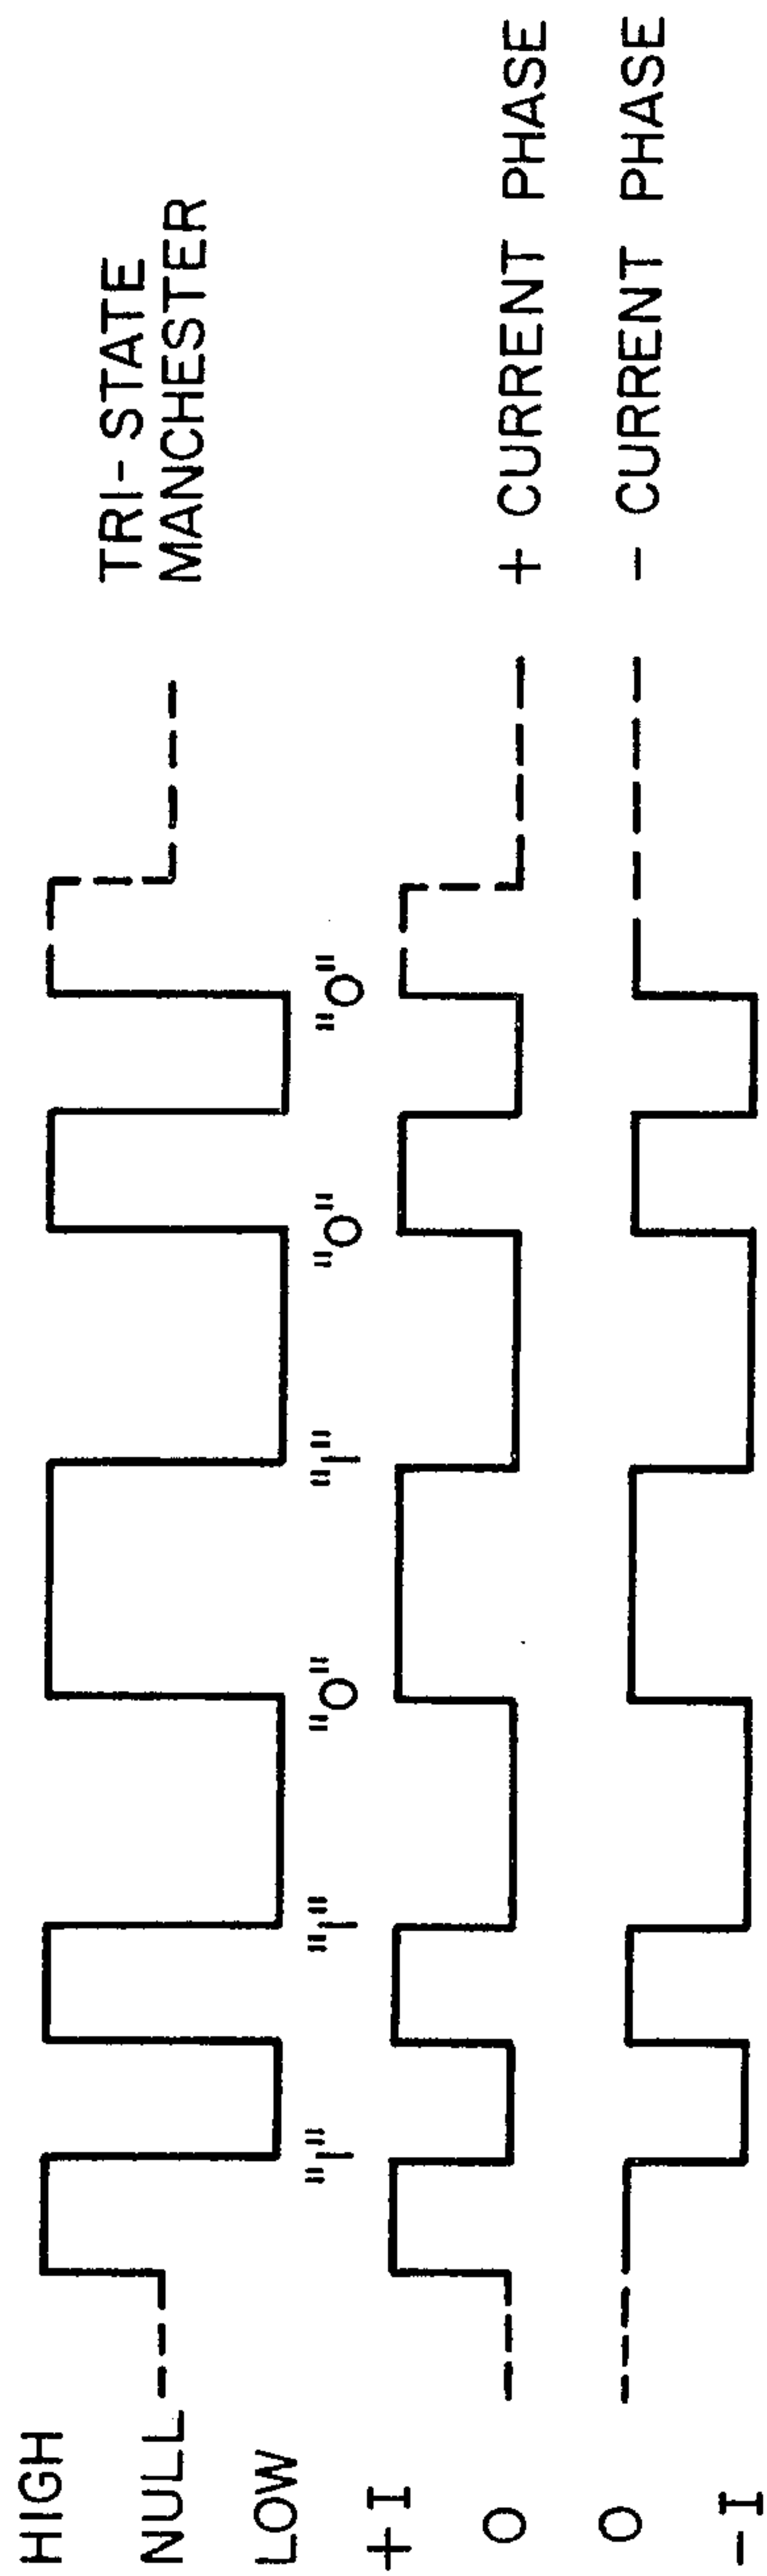 HIGH
NULL
LOW
TRI-STATE
MANCHESTER
"1" "1" "0" "1" "0" "0"
+I
0
+ CURRENT PHASE
0
- CURRENT PHASE
-I